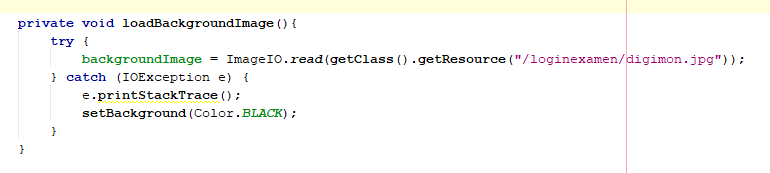 private void loadBackgroundImage(){
try {
backgroundImage = ImageIO.read(getClass().getResource("/loginexamen/digimon.jpg"));
} catch (IOException e) {
e.printStackTrace();
setBackground(Color.BLACK);
}
}